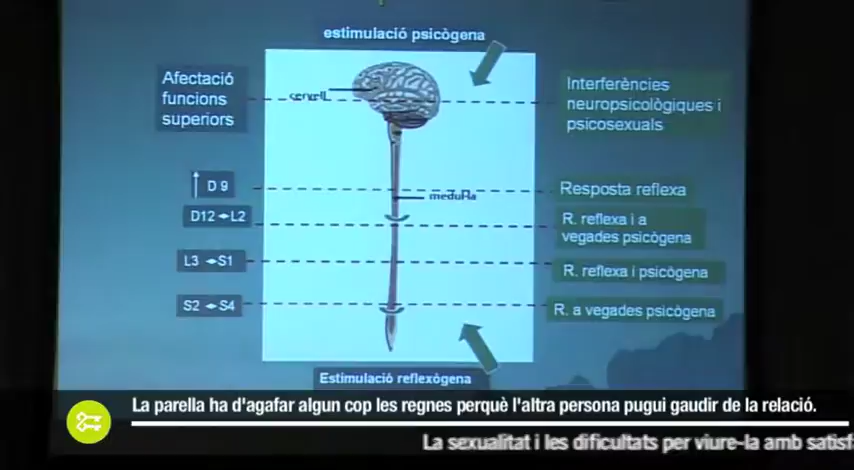 estimulació psicògena
Afectació
funcions
superiors
cervell
Interferències
neuropsicològiques i
psicosexuals
D 9
medul·la
Resposta reflexa
D12 L2
R. reflexa i a
vegades psicògena
L3 S1
R. reflexa i psicògena
S2 S4
R. a vegades psicògena
Estimulació reflexògena
La parella ha d'agafar algun cop les regnes perquè l'altra persona pugui gaudir de la relació.
La sexualitat i les dificultats per viure-la amb satisf